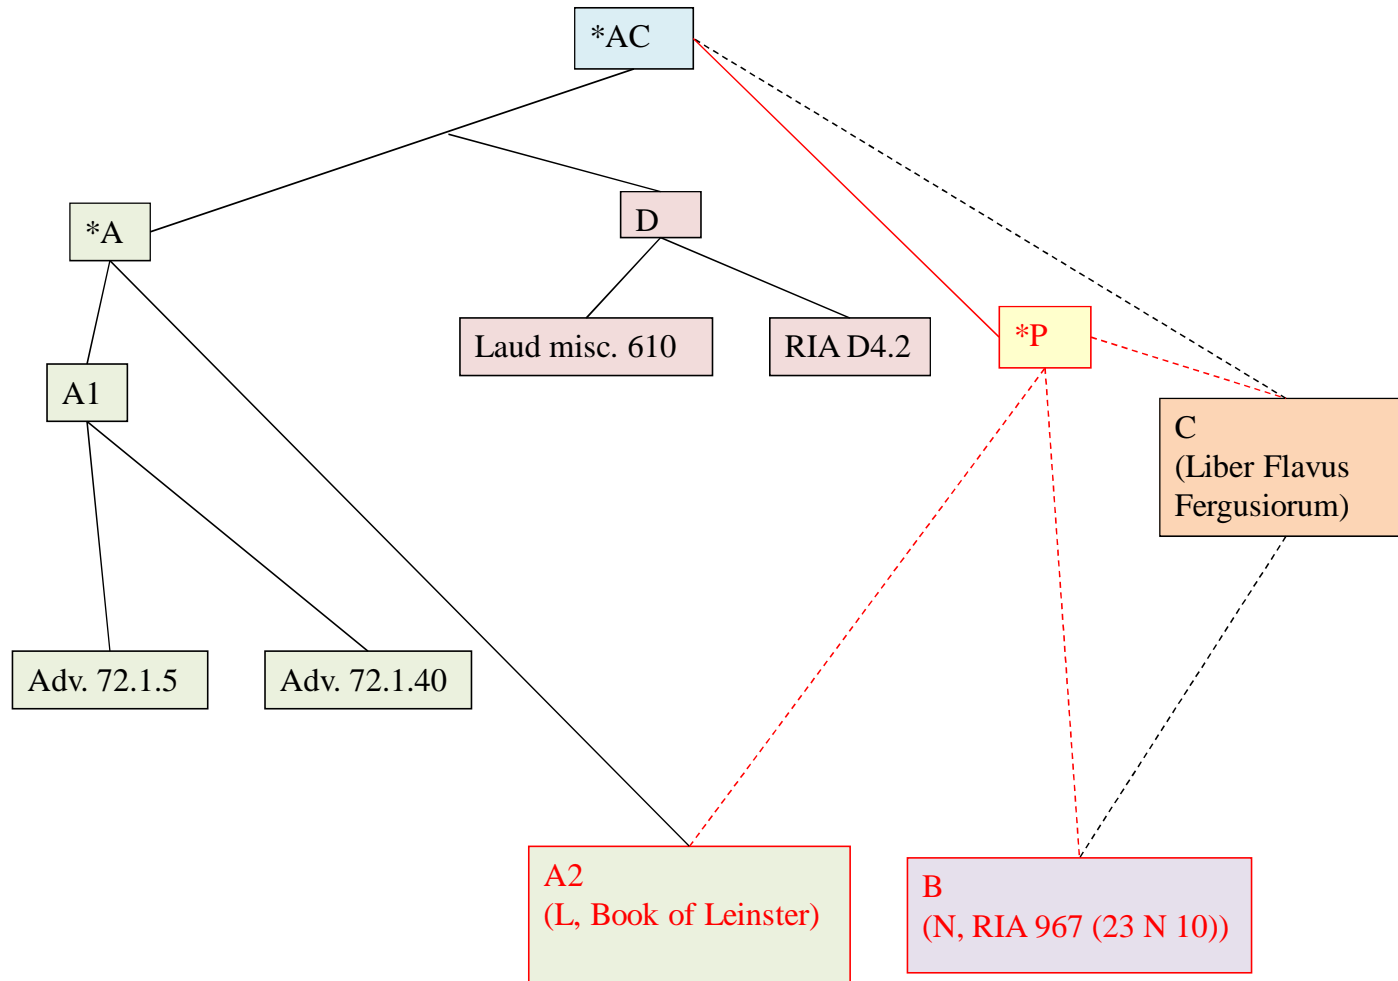 *AC
*A
D
Laud misc. 610
RIA D4.2
*P
A1
C
(Liber Flavus
Fergusiorum)
Adv. 72.1.5
Adv. 72.1.40
A2
(L, Book of Leinster)
B
(N, RIA 967 (23 N 10))